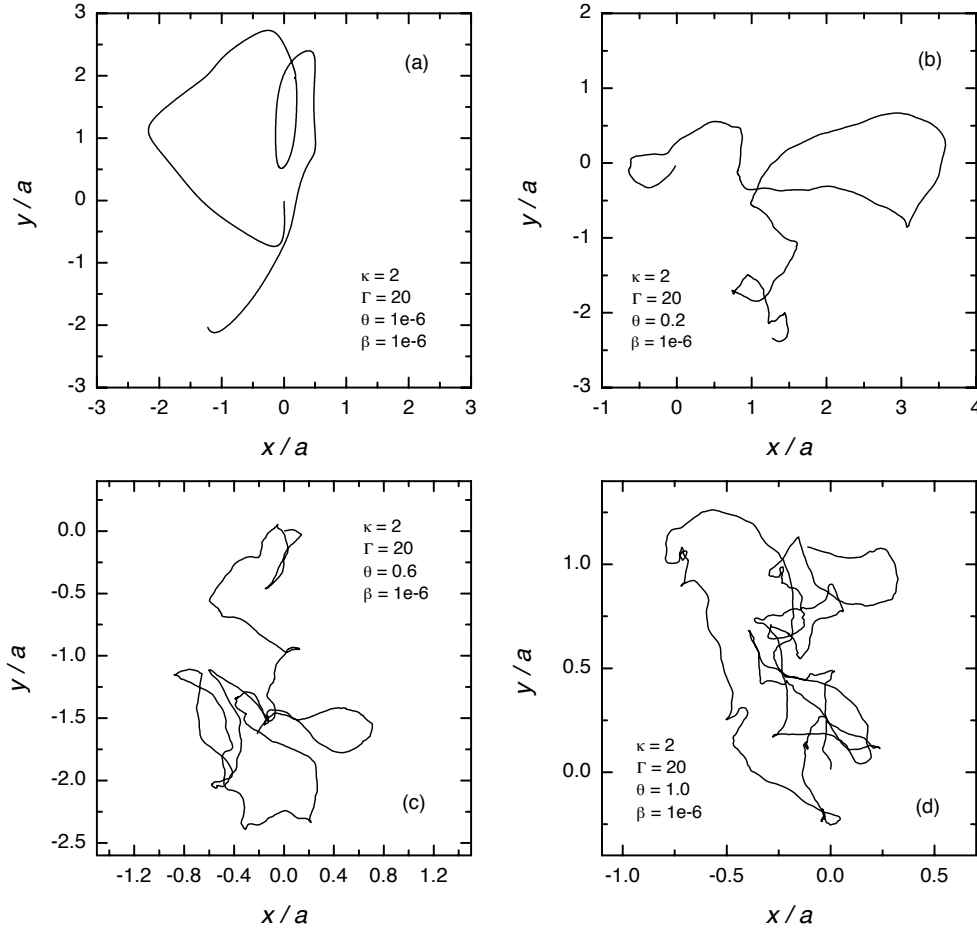 (a)
3
2
1
0
-1
-2
-3
y / a
-3 -2 -1 0 1 2 3
x / a
κ = 2
Γ = 20
θ = 1e-6
β = 1e-6
(b)
2
1
0
-1
-2
-3
y / a
-1 0 1 2 3 4
x / a
κ = 2
Γ = 20
θ = 0.2
β = 1e-6
κ = 2
Γ = 20
θ = 0.6
β = 1e-6
0.0
-0.5
-1.0
-1.5
-2.0
-2.5
y / a
(c)
-1.2 -0.8 -0.4 0.0 0.4 0.8 1.2
x / a
1.0
0.5
0.0
y / a
κ = 2
Γ = 20
θ = 1.0
β = 1e-6
(d)
-1.0 -0.5 0.0 0.5
x / a